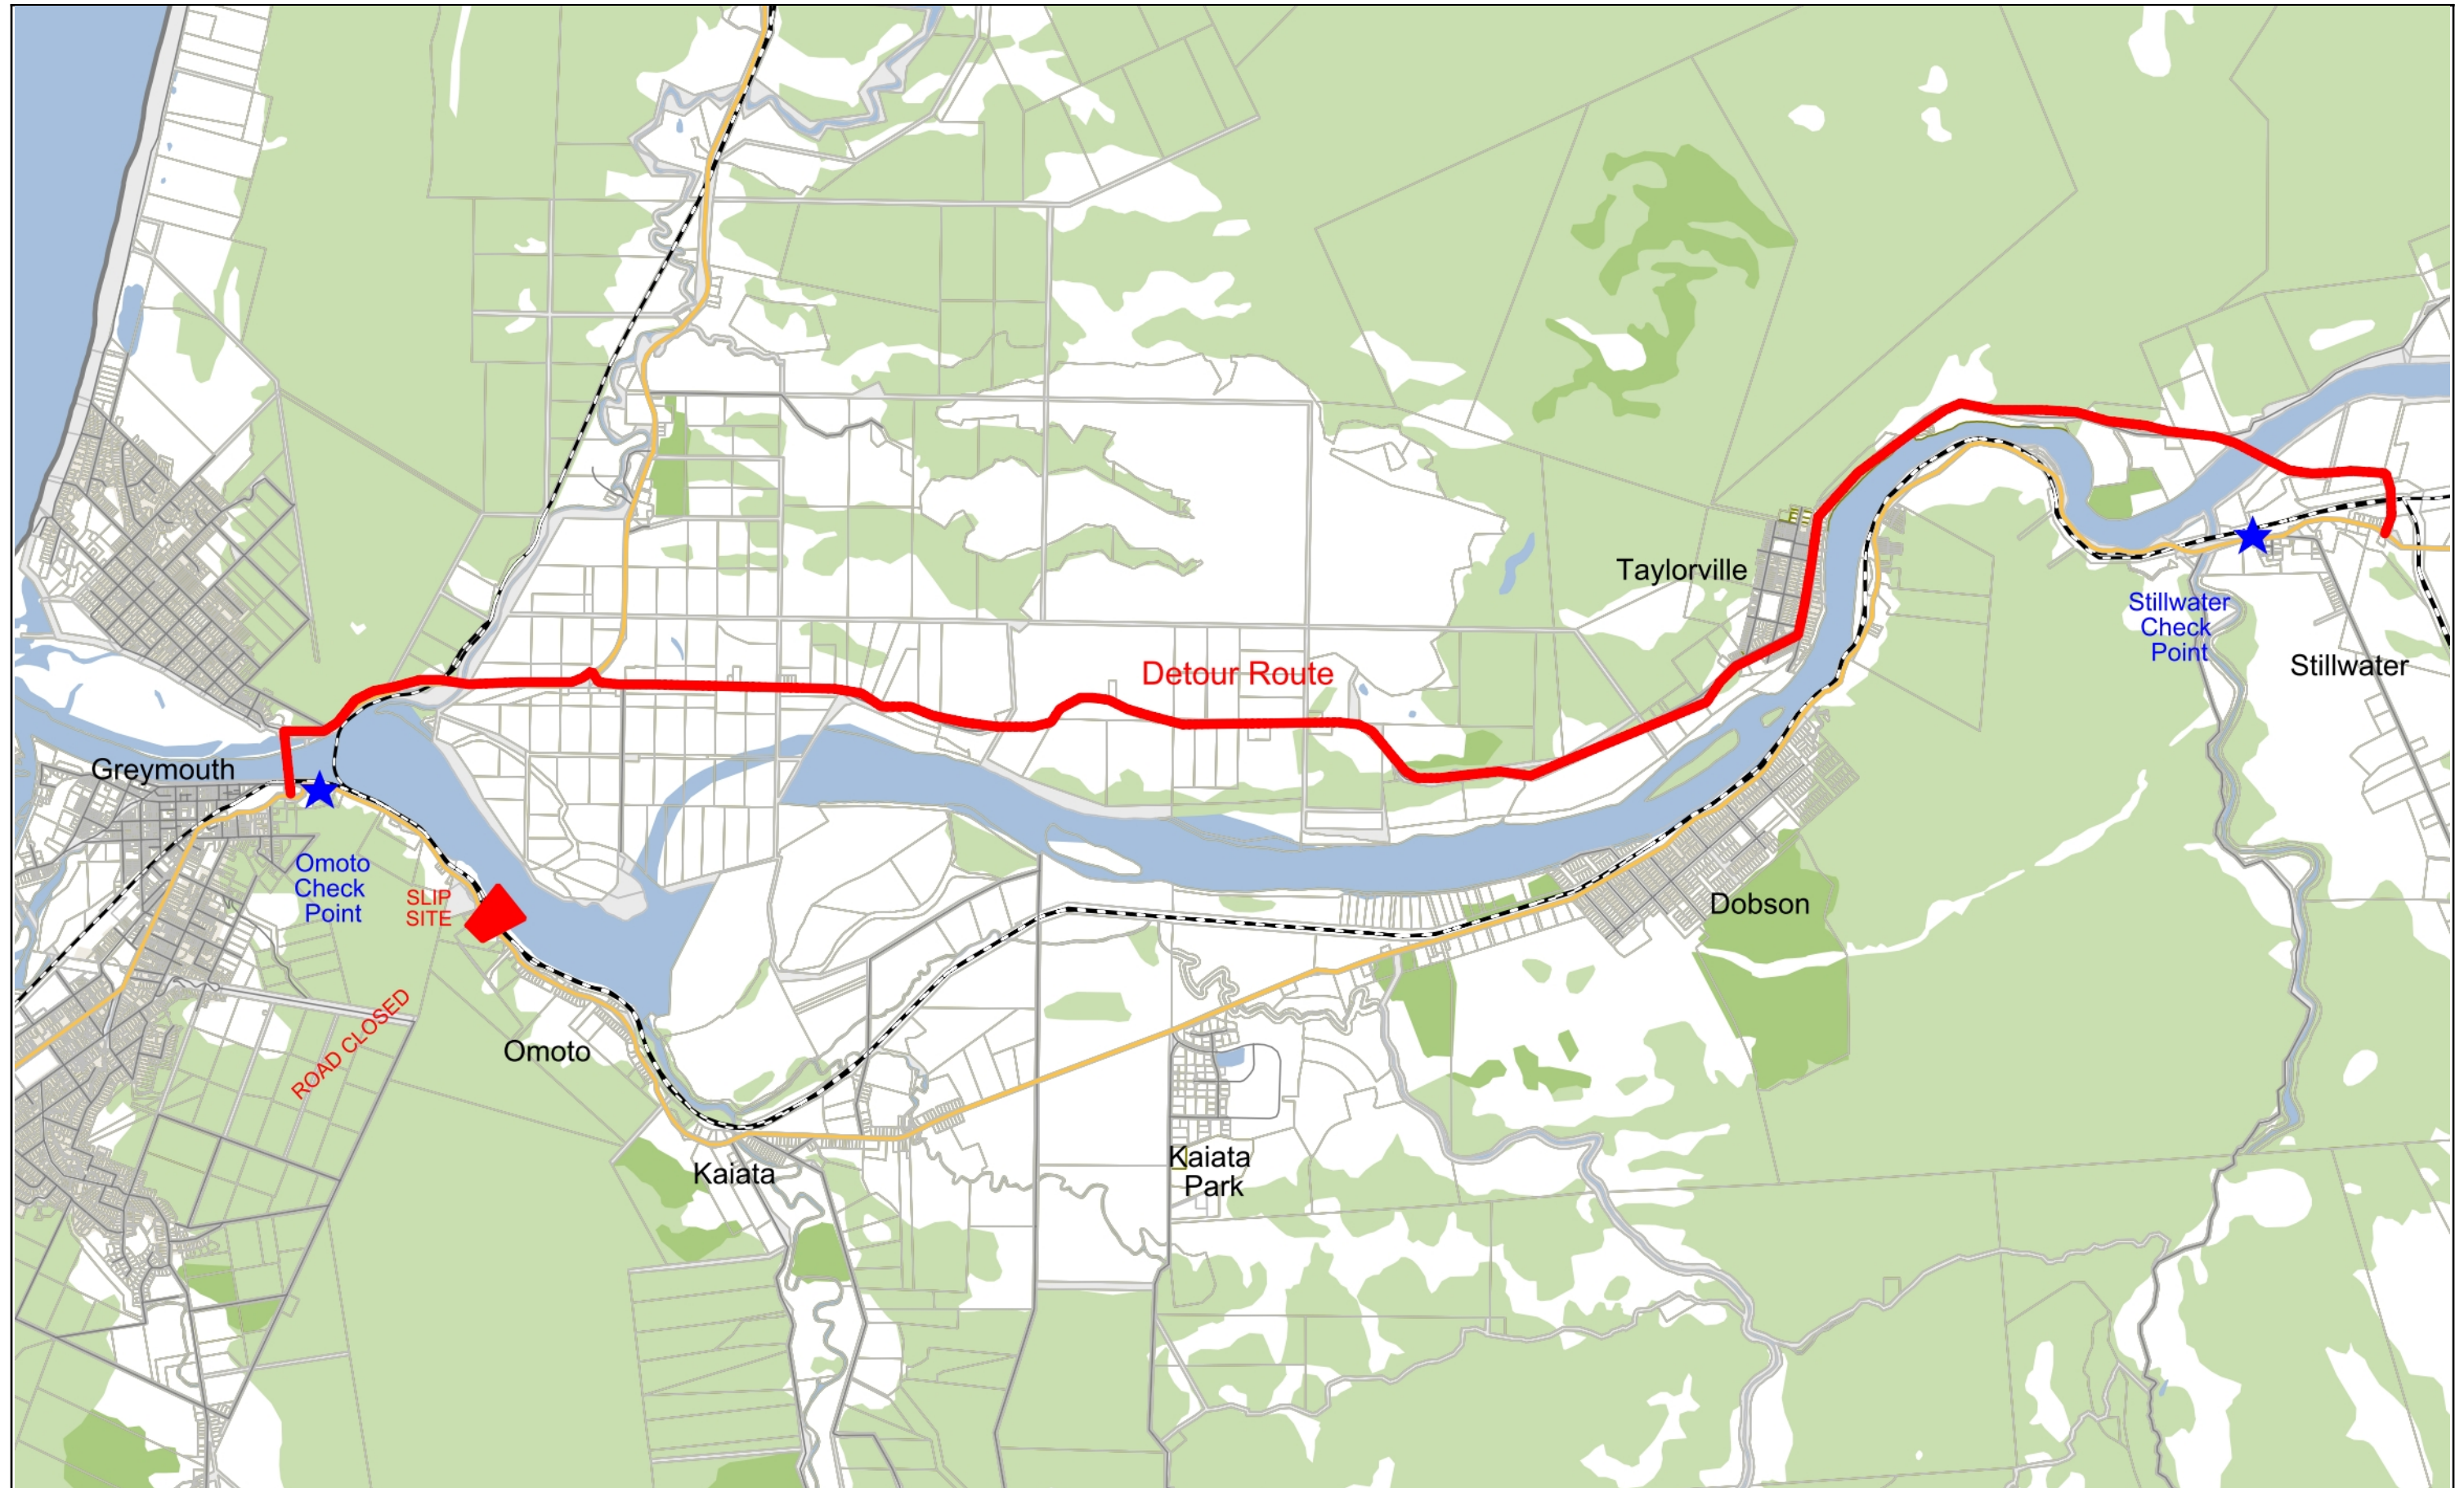 Taylorville
Stillwater
Check
Point
Stillwater
Detour Route
Greymouth
Omoto
Check
Point
SLIP
SITE
Dobson
ROAD CLOSED
Omoto
Kaiata
Kaiata
Park